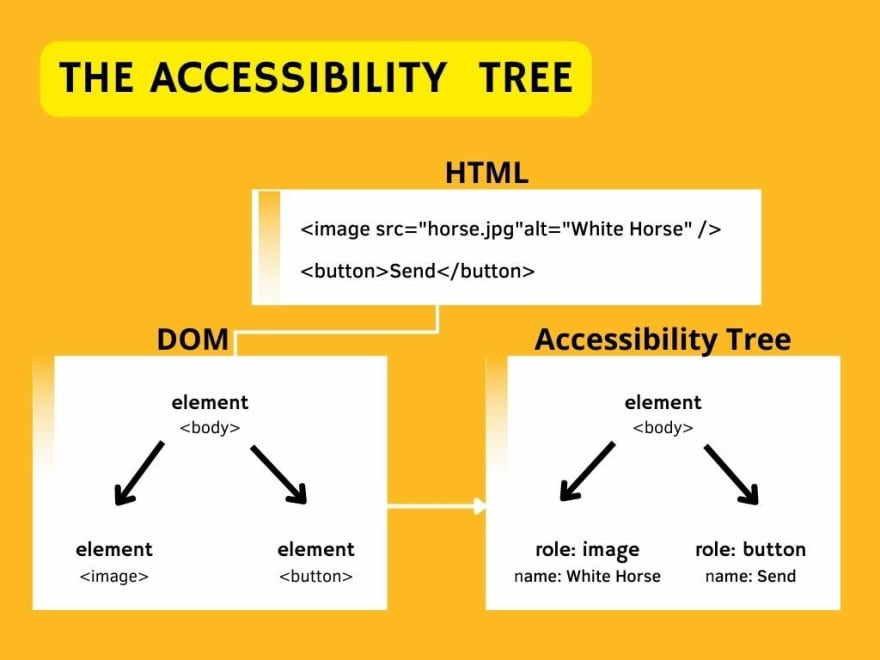 THE ACCESSIBILITY TREE
HTML
<image src="horse.jpg"alt="White Horse" />
<button>Send</button>
DOM
element
<body>
element
<image>
element
<button>
Accessibility Tree
element
<body>
role: image
name: White Horse
role: button
name: Send